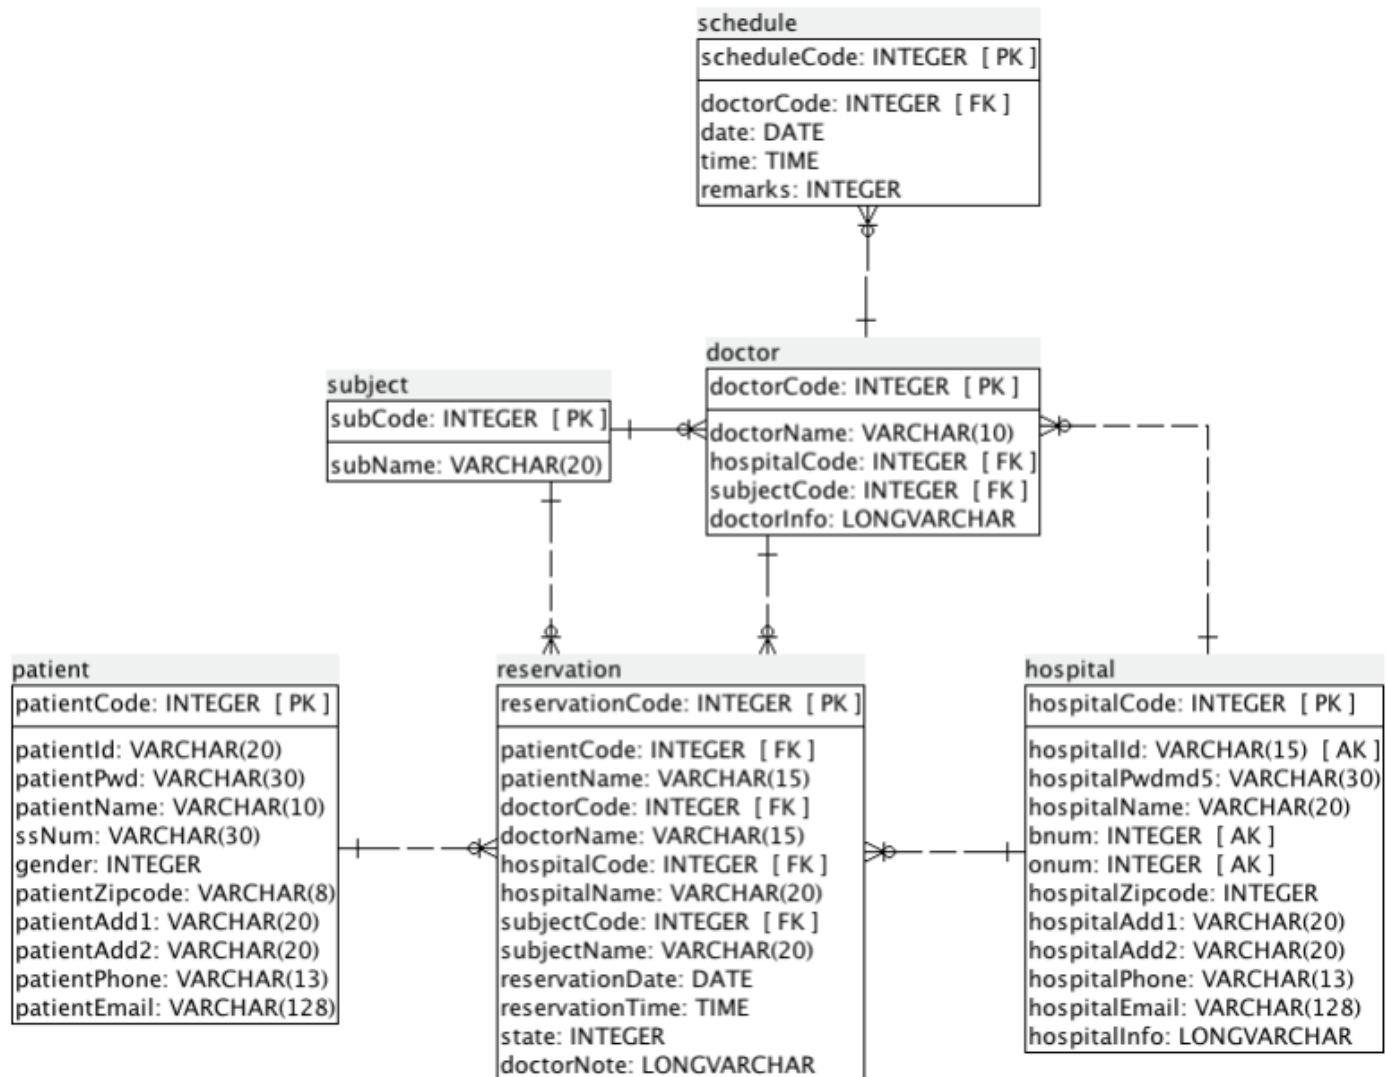 schedule
scheduleCode: INTEGER [ PK ]
doctorCode: INTEGER [ FK ]
date: DATE
time: TIME
remarks: INTEGER
doctor
doctorCode: INTEGER [ PK ]
doctorName: VARCHAR(10)
hospitalCode: INTEGER [ FK ]
subjectCode: INTEGER [ FK ]
doctorInfo: LONGVARCHAR
subject
subCode: INTEGER [ PK ]
subName: VARCHAR(20)
patient
patientCode: INTEGER [ PK ]
patientId: VARCHAR(20)
patientPwd: VARCHAR(30)
patientName: VARCHAR(10)
ssNum: VARCHAR(30)
gender: INTEGER
patientZipcode: VARCHAR(8)
patientAdd1: VARCHAR(20)
patientAdd2: VARCHAR(20)
patientPhone: VARCHAR(13)
patientEmail: VARCHAR(128)
reservation
reservationCode: INTEGER [ PK ]
patientCode: INTEGER [ FK ]
patientName: VARCHAR(15)
doctorCode: INTEGER [ FK ]
doctorName: VARCHAR(15)
hospitalCode: INTEGER [ FK ]
hospitalName: VARCHAR(20)
subjectCode: INTEGER [ FK ]
subjectName: VARCHAR(20)
reservationDate: DATE
reservationTime: TIME
state: INTEGER
doctorNote: LONGVARCHAR
hospital
hospitalCode: INTEGER [ PK ]
hospitalId: VARCHAR(15) [ AK ]
hospitalPwdmd5: VARCHAR(30)
hospitalName: VARCHAR(20)
bnum: INTEGER [ AK ]
onum: INTEGER [ AK ]
hospitalZipcode: INTEGER
hospitalAdd1: VARCHAR(20)
hospitalAdd2: VARCHAR(20)
hospitalPhone: VARCHAR(13)
hospitalEmail: VARCHAR(128)
hospitalInfo: LONGVARCHAR